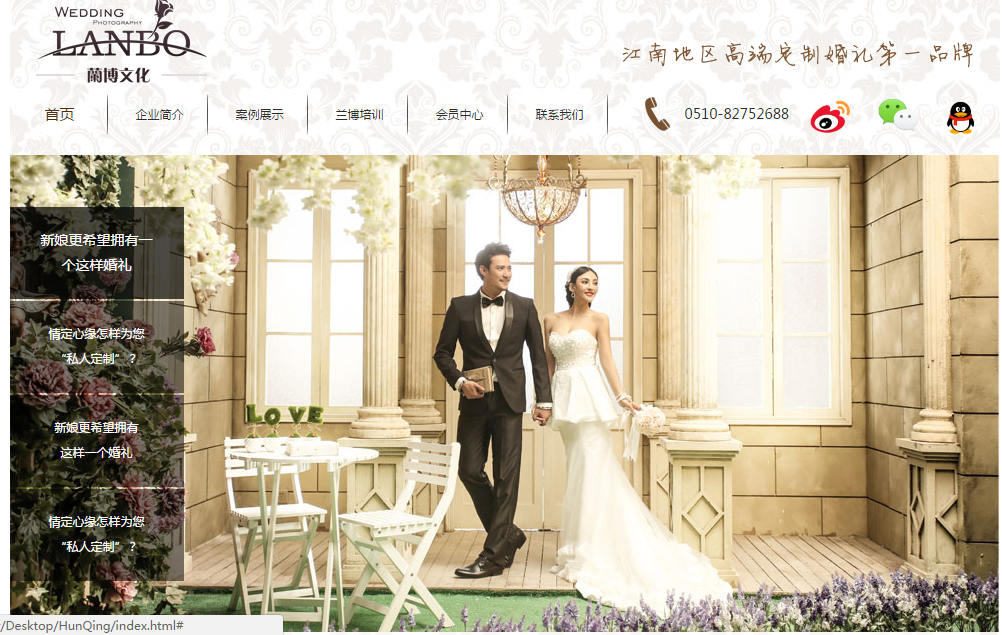 WEDDING
PHOTOGRAPHY
LANBO
蘭博文化
江南地区高端定制婚礼第一品牌
首页 企业简介 案例展示 兰博培训 会员中心 联系我们 0510-82752688
新娘更希望拥有一
个这样婚礼
情定心缘怎样为您
“私人定制”？
新娘更希望拥有
这样一个婚礼
情定心缘怎样为您
“私人定制”？
LOVE
/Desktop/HunQing/index.html#